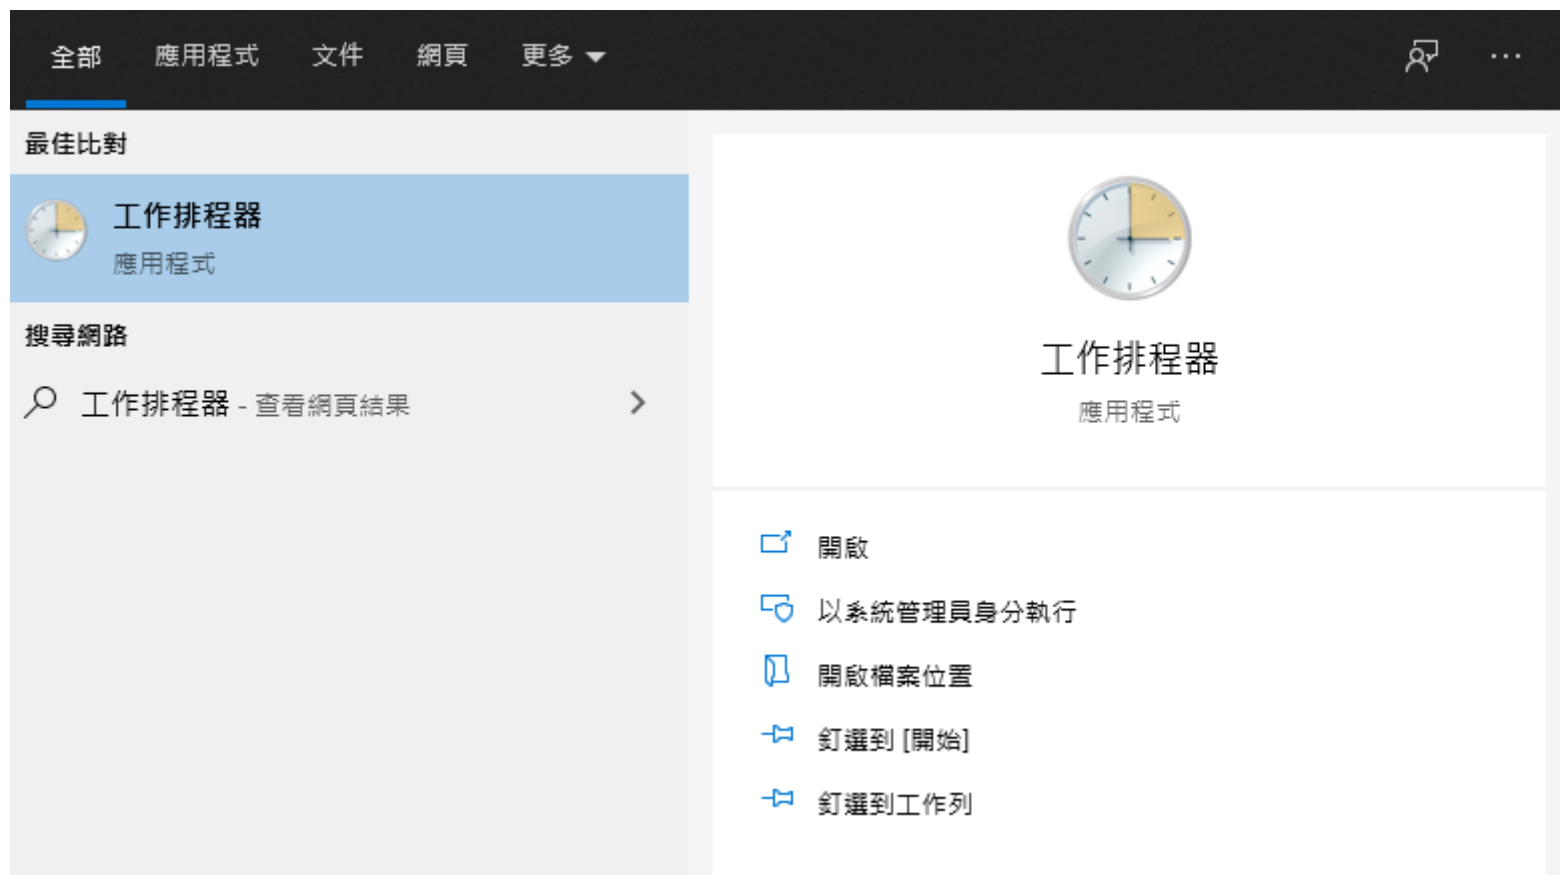 全部 應用程式 文件 網頁 更多
最佳比對
工作排程器
應用程式
搜尋網路
工作排程器 - 查看網頁結果
工作排程器
應用程式
開啟
以系統管理員身分執行
開啟檔案位置
釘選到 [開始]
釘選到工作列